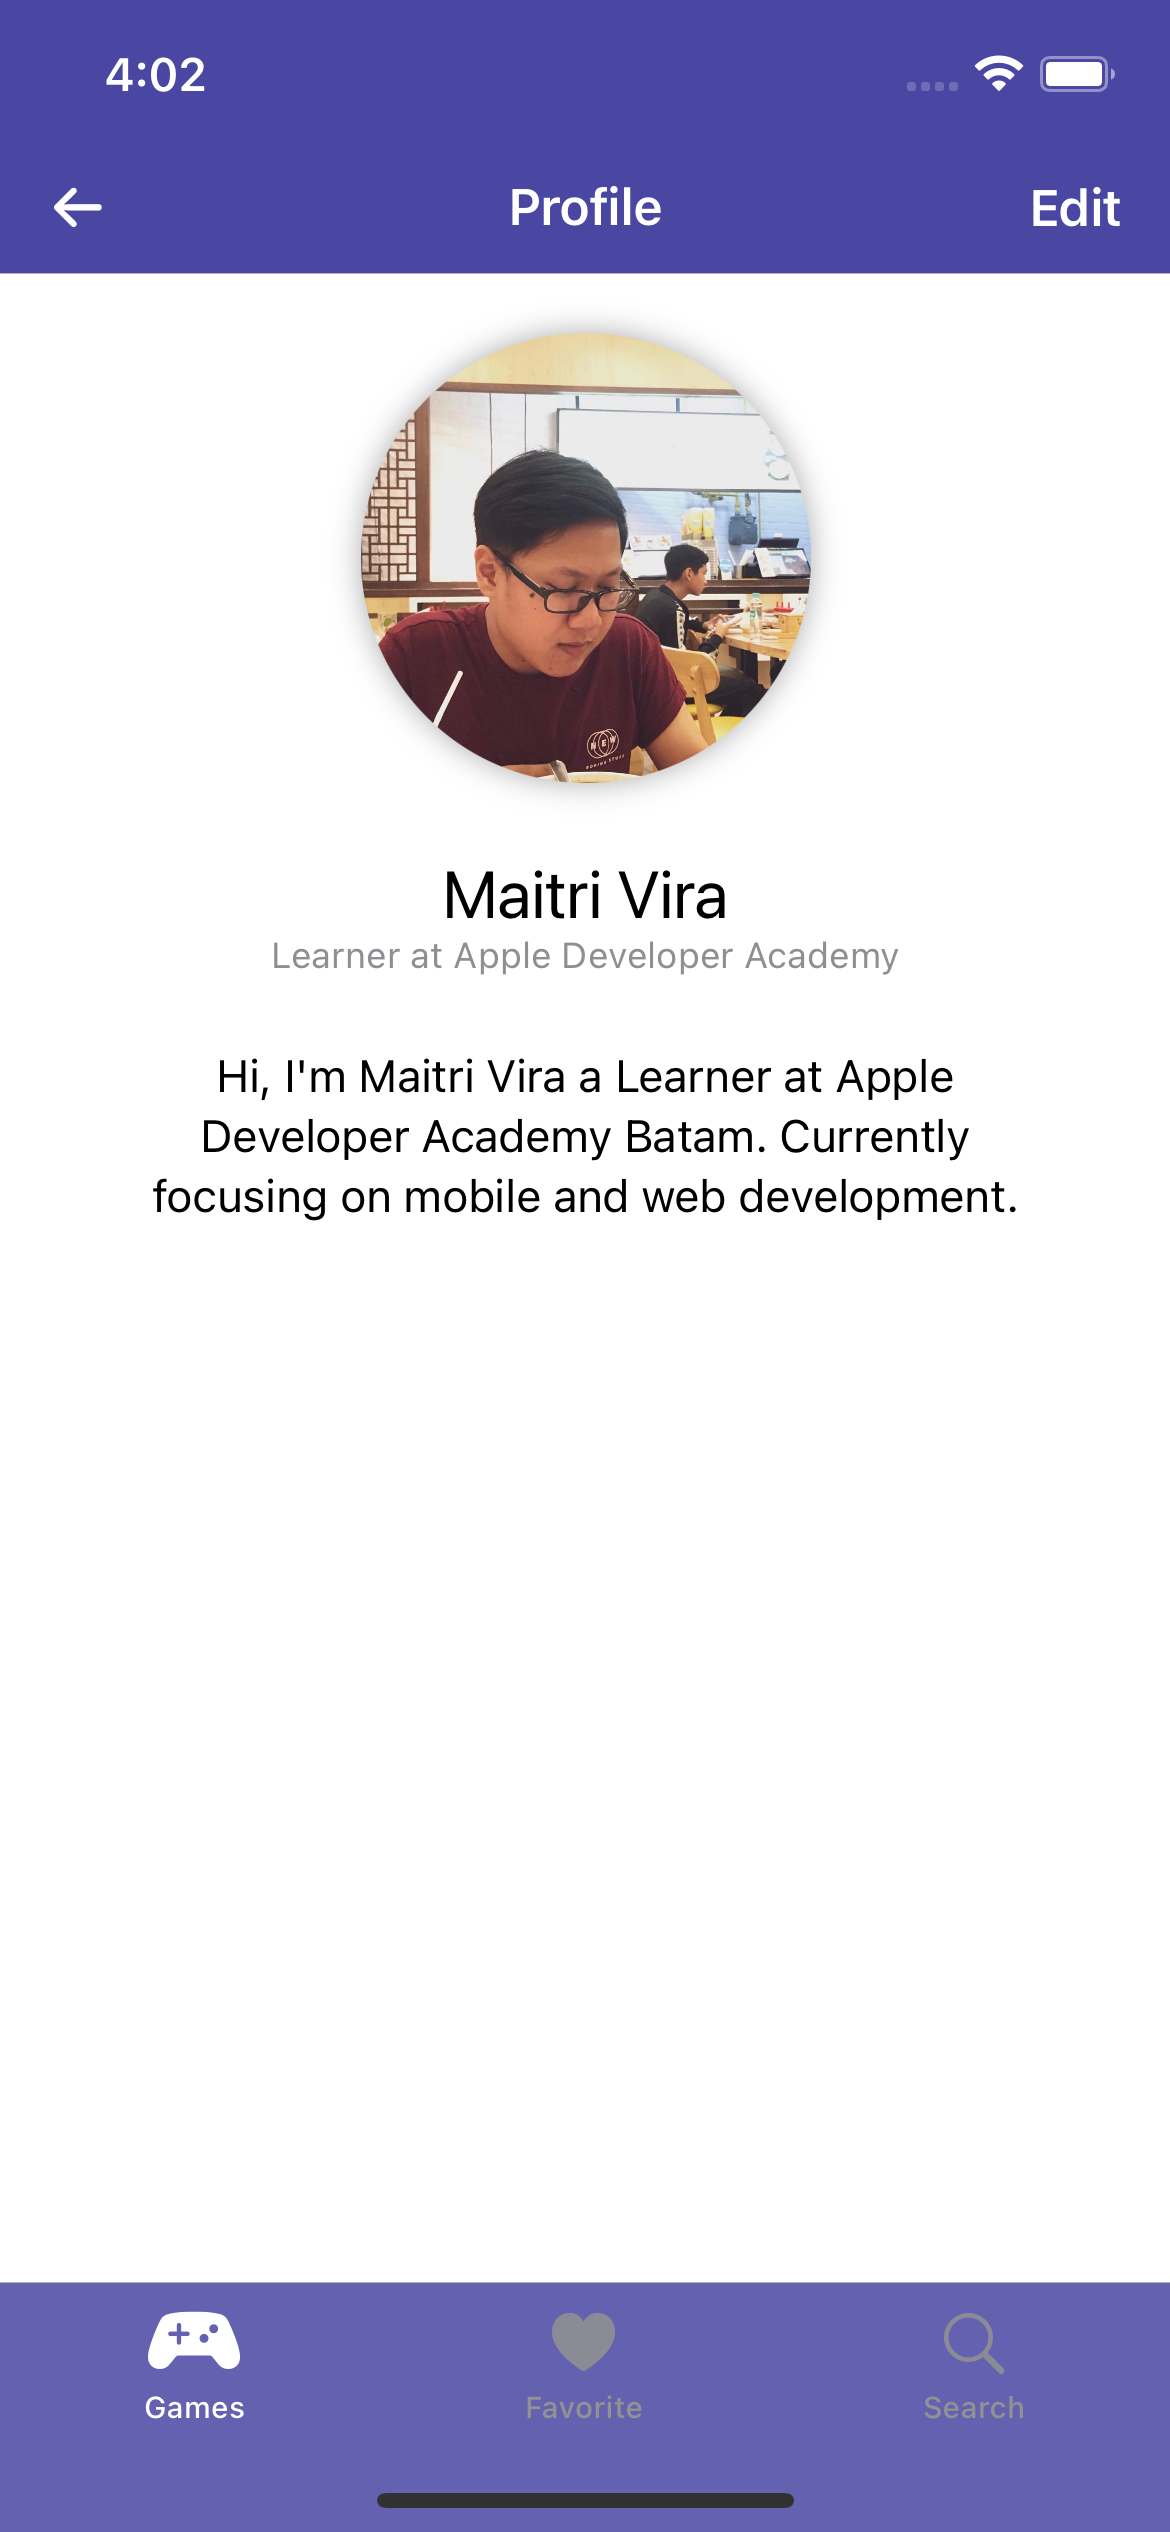 4:02
Profile
Edit
NEW
Maitri Vira
Learner at Apple Developer Academy
Hi, I'm Maitri Vira a Learner at Apple
Developer Academy Batam. Currently
focusing on mobile and web development.
Games
Favorite
Search